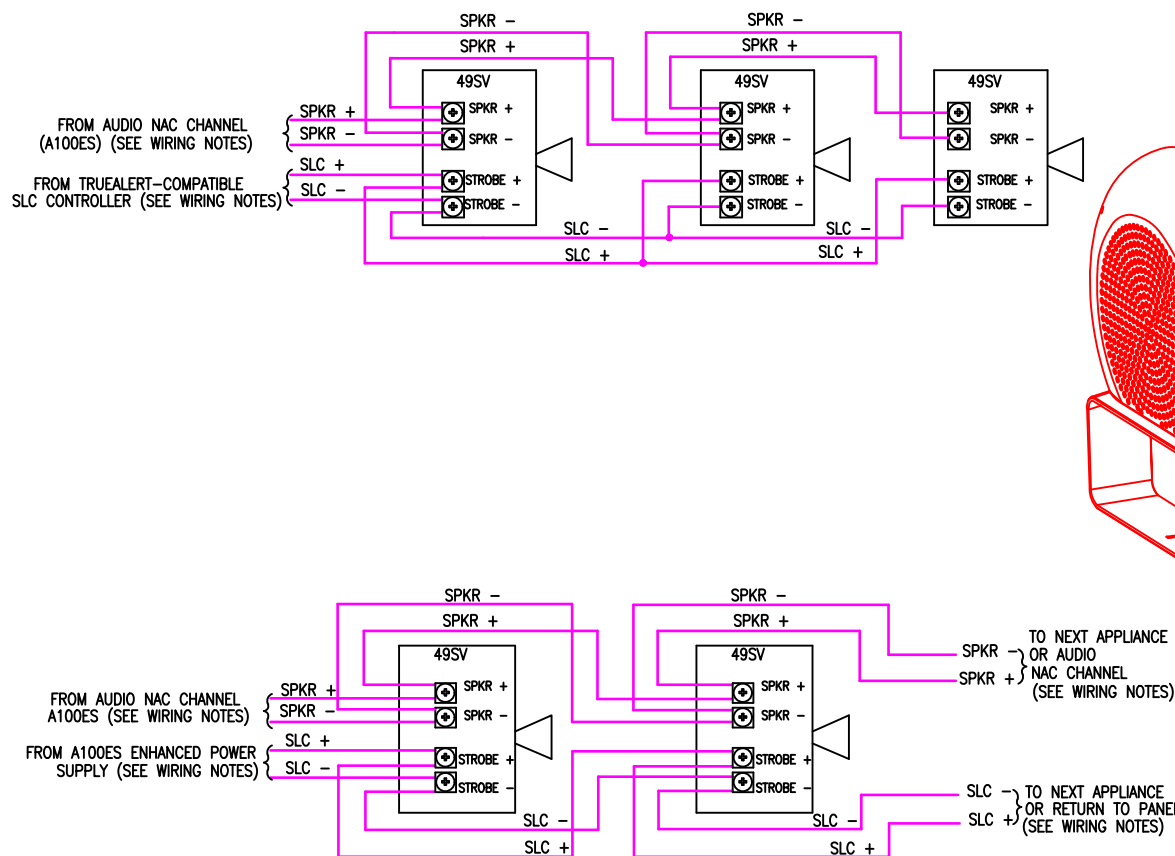 SPKR −
SPKR −
SPKR +
SPKR +
49SV
49SV
49SV
SPKR +
SPKR +
SPKR +
SPKR +
FROM AUDIO NAC CHANNEL
(A100ES) (SEE WIRING NOTES)
SPKR −
SPKR −
SPKR −
SPKR −
SLC +
FROM TRUEALERT-COMPATIBLE
SLC CONTROLLER (SEE WIRING NOTES)
STROBE +
STROBE +
STROBE +
SLC −
STROBE −
STROBE −
STROBE −
SLC −
SLC −
SLC +
SLC +
SPKR −
SPKR −
SPKR +
SPKR +
49SV
49SV
TO NEXT APPLIANCE
OR AUDIO
NAC CHANNEL
(SEE WIRING NOTES)
SPKR −
SPKR +
FROM AUDIO NAC CHANNEL
A100ES (SEE WIRING NOTES)
SPKR +
SPKR −
SPKR +
SPKR −
SPKR +
SPKR −
FROM A100ES ENHANCED POWER
SUPPLY (SEE WIRING NOTES)
SLC +
SLC −
STROBE +
STROBE −
STROBE +
STROBE −
SLC −
SLC +
TO NEXT APPLIANCE
OR RETURN TO PANEL
(SEE WIRING NOTES)
SLC −
SLC −
SLC +
SLC +